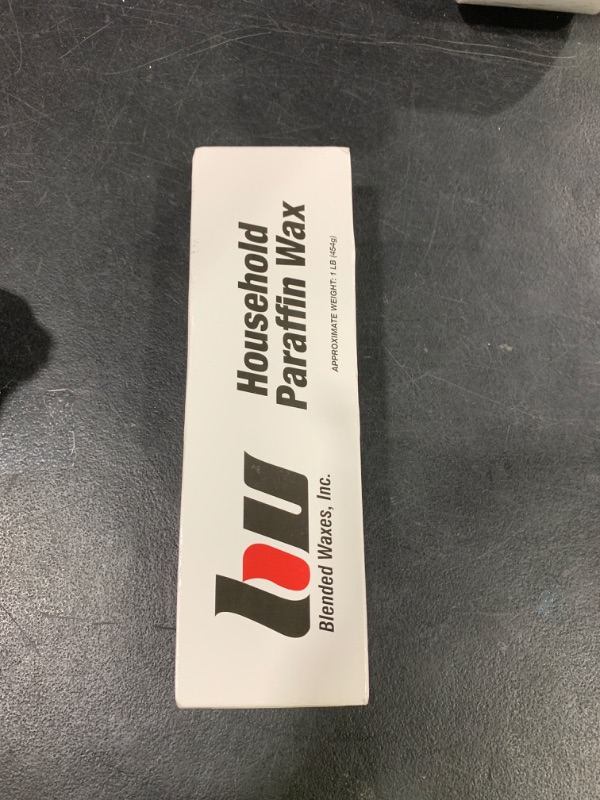 Household
Paraffin Wax
APPROXIMATE WEIGHT: 1 LB (454g)
Blended Waxes, Inc.